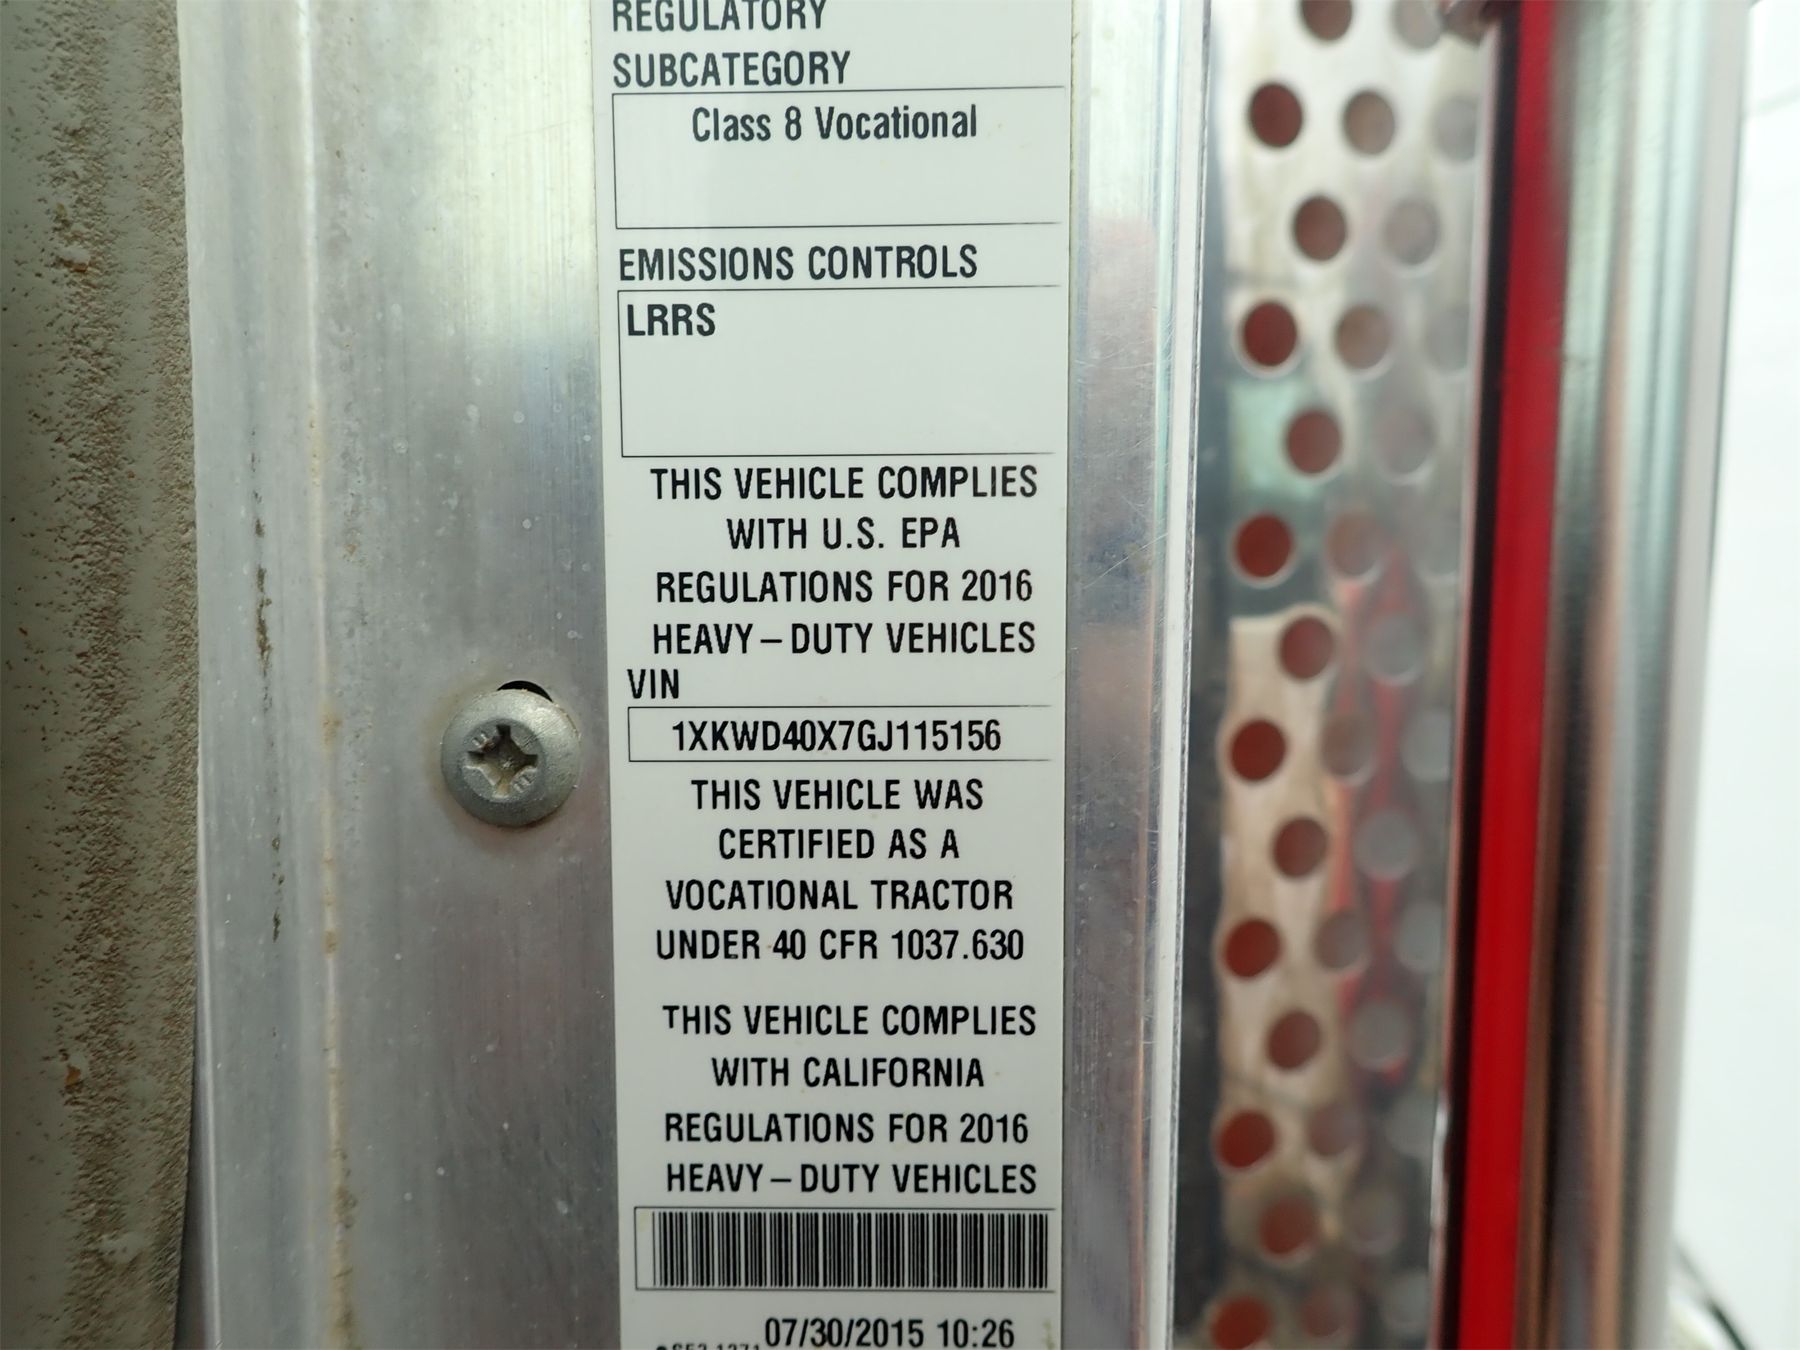 REGULATORY
SUBCATEGORY
Class 8 Vocational
EMISSIONS CONTROLS
LRRS
THIS VEHICLE COMPLIES
WITH U.S. EPA
REGULATIONS FOR 2016
HEAVY–DUTY VEHICLES
VIN
1XKWD40X7GJ115156
THIS VEHICLE WAS
CERTIFIED AS A
VOCATIONAL TRACTOR
UNDER 40 CFR 1037.630
THIS VEHICLE COMPLIES
WITH CALIFORNIA
REGULATIONS FOR 2016
HEAVY–DUTY VEHICLES
07/30/2015 10:26